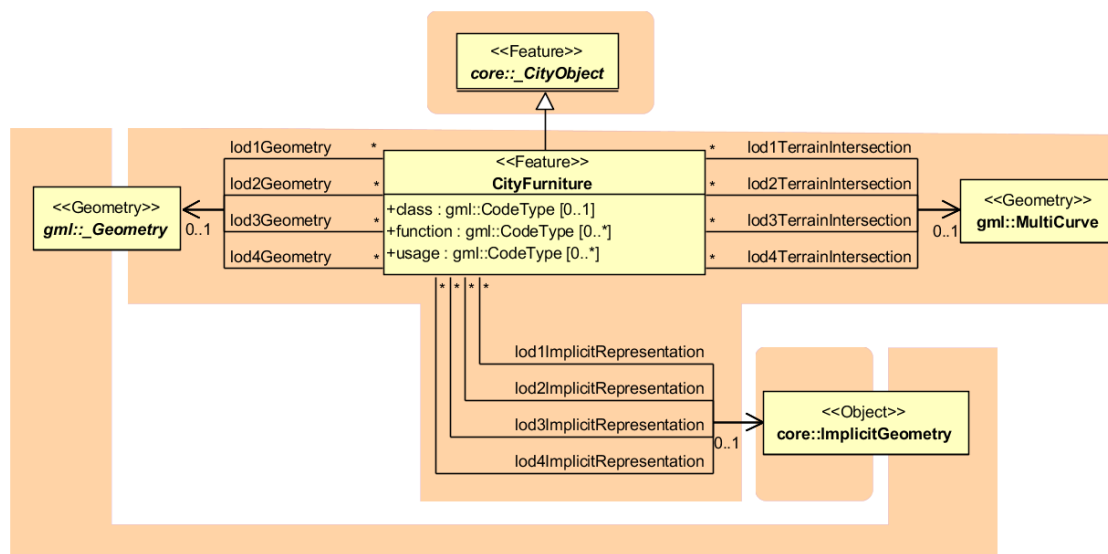 <<Feature>>
core::_CityObject
lod1Geometry *
* lod1TerrainIntersection
<<Feature>>
CityFurniture
lod2Geometry *
* lod2TerrainIntersection
<<Geometry>>
gml::_Geometry
0..1
+class : gml::CodeType [0..1]
+function : gml::CodeType [0..*]
+usage : gml::CodeType [0..*]
<<Geometry>>
gml::MultiCurve
0..1
lod3Geometry *
* lod3TerrainIntersection
lod4Geometry *
* lod4TerrainIntersection
* * * *
lod1ImplicitRepresentation
lod2ImplicitRepresentation
lod3ImplicitRepresentation
lod4ImplicitRepresentation
0..1
<<Object>>
core::ImplicitGeometry